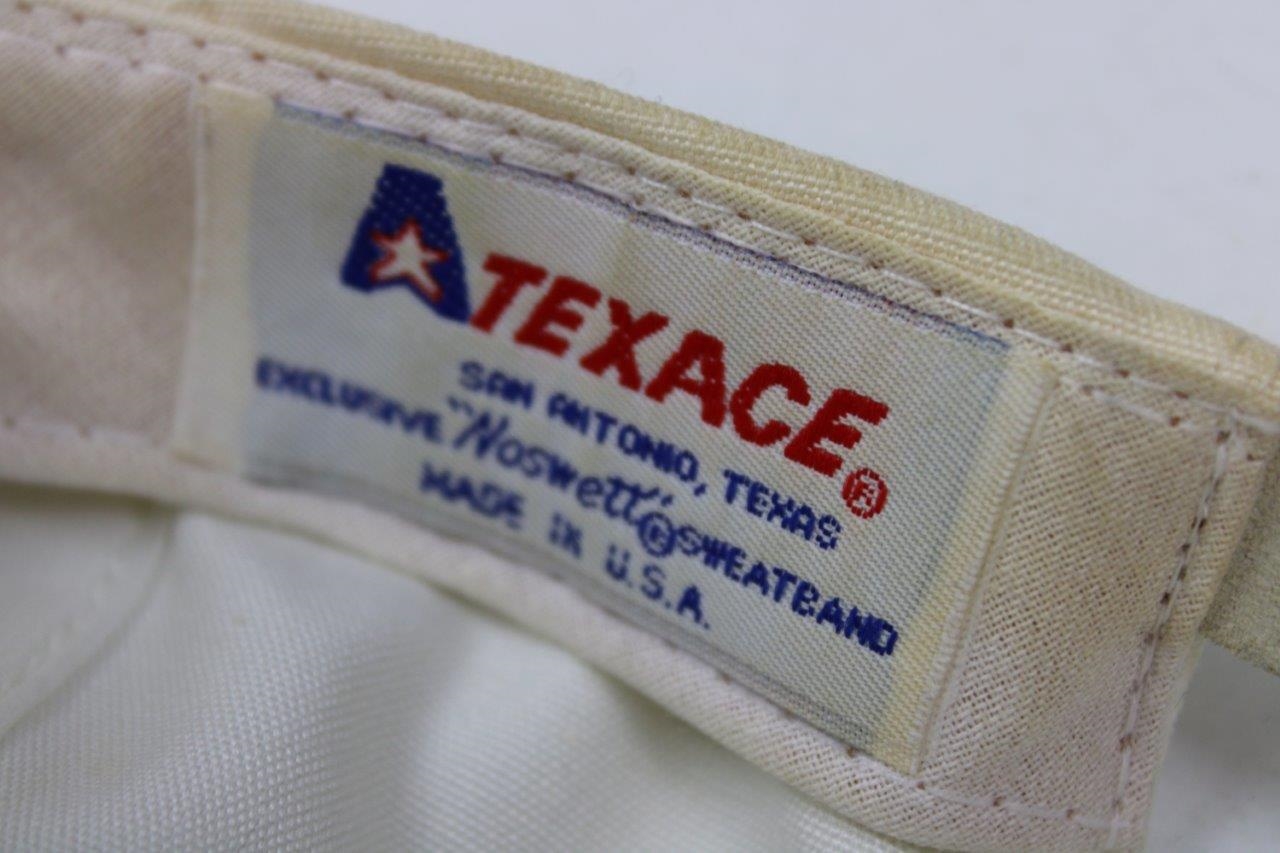 TEXACE®
SAN ANTONIO, TEXAS
EXCLUSIVE "Noswett"® SWEATBAND
MADE IN U.S.A.